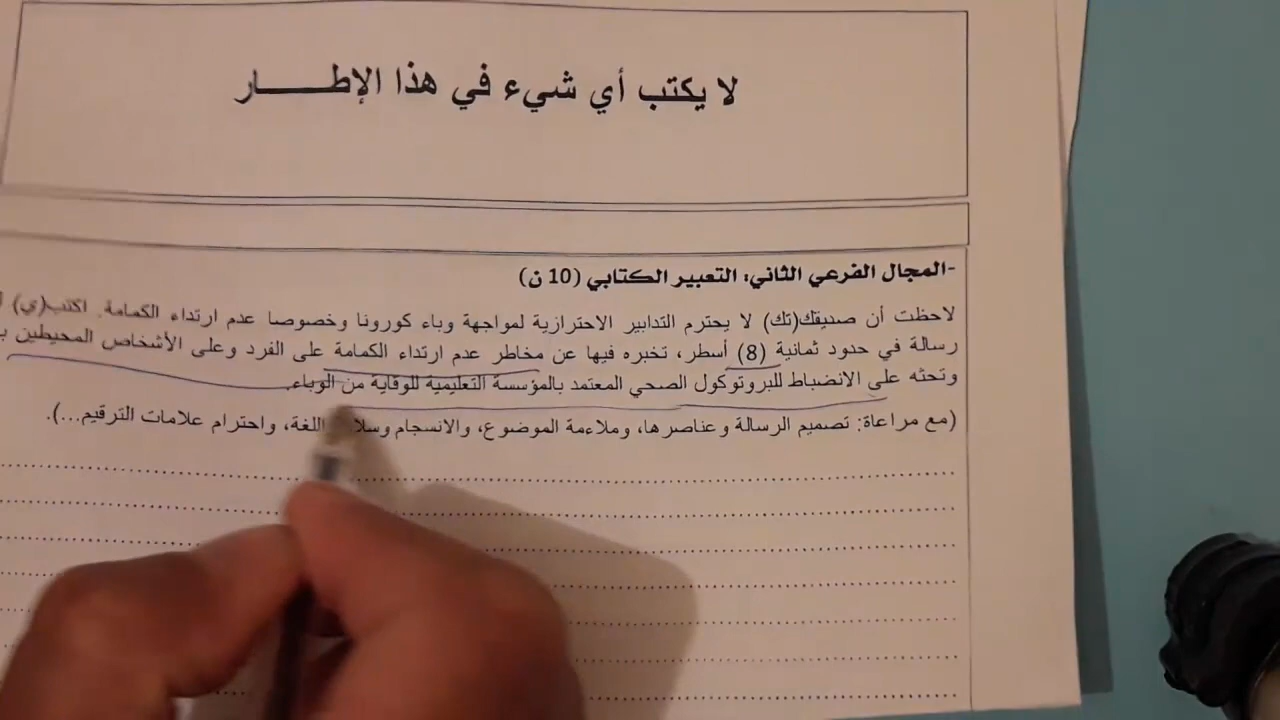 لا يكتب أي شيء في هذا الإطــــــار
-المجال الفرعي الثاني: التعبير الكتابي (10 ن)
لاحظت أن صديقك(تك) لا يحترم التدابير الاحترازية لمواجهة وباء كورونا وخصوصا عدم ارتداء الكمامة. اكتب(ي)
رسالة في حدود ثمانية (8) أسطر، تخبره فيها عن مخاطر عدم ارتداء الكمامة على الفرد وعلى الأشخاص المحيطين
وتحثه على الانضباط للبروتوكول الصحي المعتمد بالمؤسسة التعليمية للوقاية من الوباء.
(مع مراعاة: تصميم الرسالة وعناصرها، وملاءمة الموضوع، والانسجام اللغة، واحترام علامات الترقيم...).